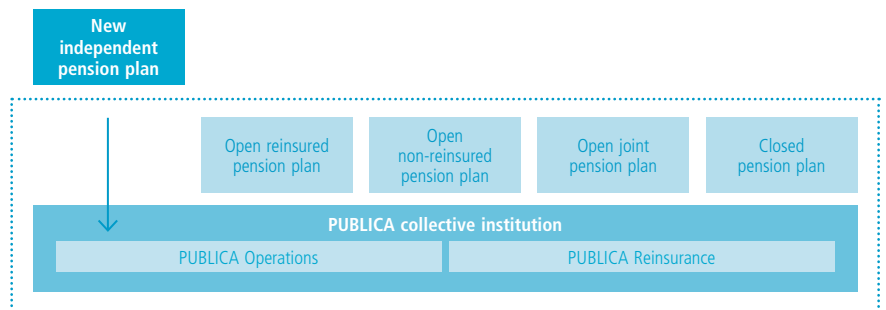 New
independent
pension plan
Open reinsured
pension plan
Open
non-reinsured
pension plan
Open joint
pension plan
Closed
pension plan
PUBLICA collective institution
PUBLICA Operations
PUBLICA Reinsurance